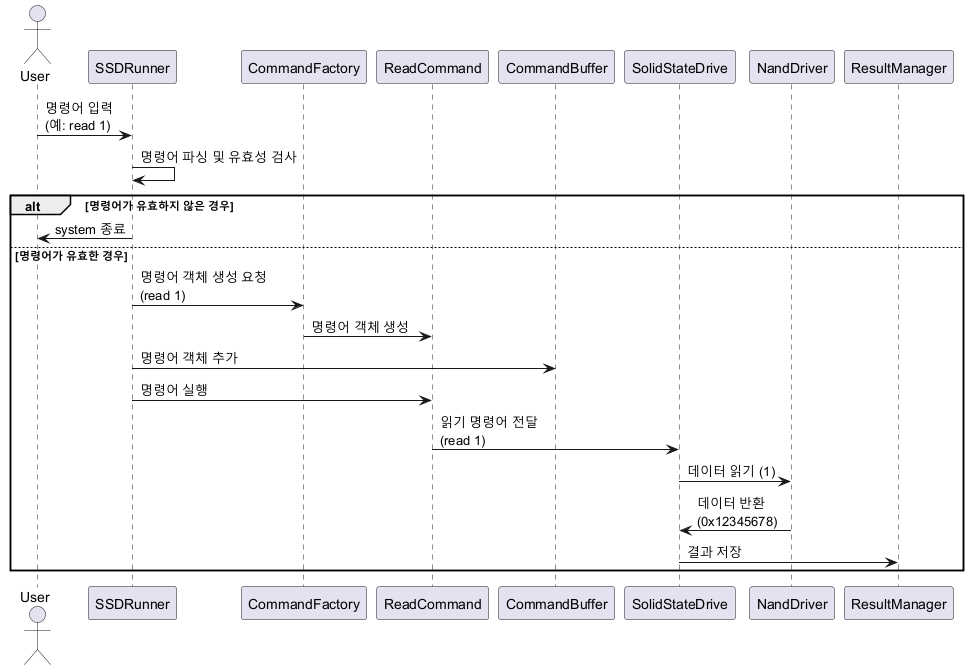 User
SSDRunner
CommandFactory
ReadCommand
CommandBuffer
SolidStateDrive
NandDriver
ResultManager
명령어 입력
(예: read 1)
명령어 파싱 및 유효성 검사
alt
[명령어가 유효하지 않은 경우]
system 종료
[명령어가 유효한 경우]
명령어 객체 생성 요청
(read 1)
명령어 객체 생성
명령어 객체 추가
명령어 실행
읽기 명령어 전달
(read 1)
데이터 읽기 (1)
데이터 반환
(0x12345678)
결과 저장
User
SSDRunner
CommandFactory
ReadCommand
CommandBuffer
SolidStateDrive
NandDriver
ResultManager